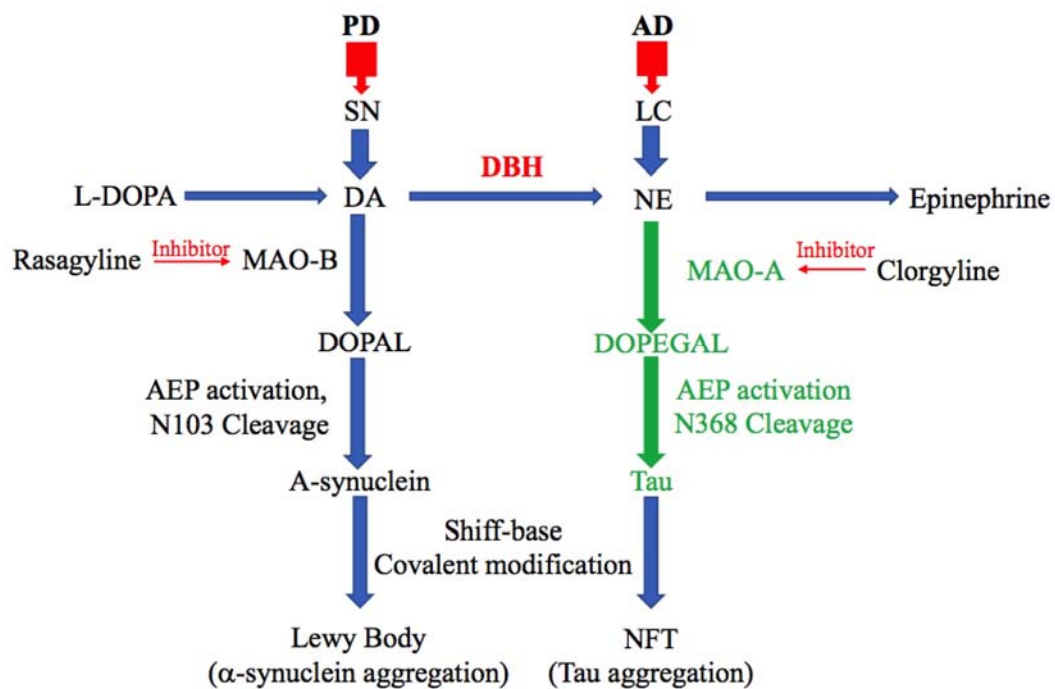 PD
AD
SN
LC
DBH
L-DOPA
DA
NE
Epinephrine
Rasagyline
Inhibitor
MAO-B
MAO-A
Inhibitor
Clorgyline
DOPAL
DOPEGAL
AEP activation,
N103 Cleavage
AEP activation
N368 Cleavage
A-synuclein
Tau
Shiff-base
Covalent modification
Lewy Body
(α-synuclein aggregation)
NFT
(Tau aggregation)